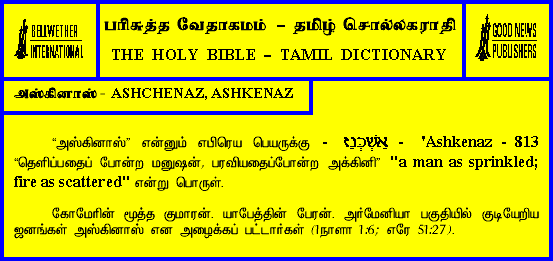 BELLWETHER
INTERNATIONAL
பரிசுத்த வேதாகமம் – தமிழ் சொல்லகராதி
THE HOLY BIBLE – TAMIL DICTIONARY
GOOD NEWS
PUBLISHERS
அஸ்கினாஸ் - ASHCHENAZ, ASHKENAZ
“அஸ்கினாஸ்” என்னும் எபிரெய பெயருக்கு - אַשְׁכְּנַז - 'Ashkenaz - 813
“தெளிப்பதைப் போன்ற மனுஷன், பரவியதைப்போன்ற அக்கினி” "a man as sprinkled;
fire as scattered" என்று பொருள்.
கோமேரின் மூத்த குமாரன். யாபேத்தின் பேரன். அர்மேனியா பகுதியில் குடியேறிய
ஜனங்கள் அஸ்கினாஸ் என அழைக்கப் பட்டார்கள் (1நாளா 1:6; எரே 51:27).